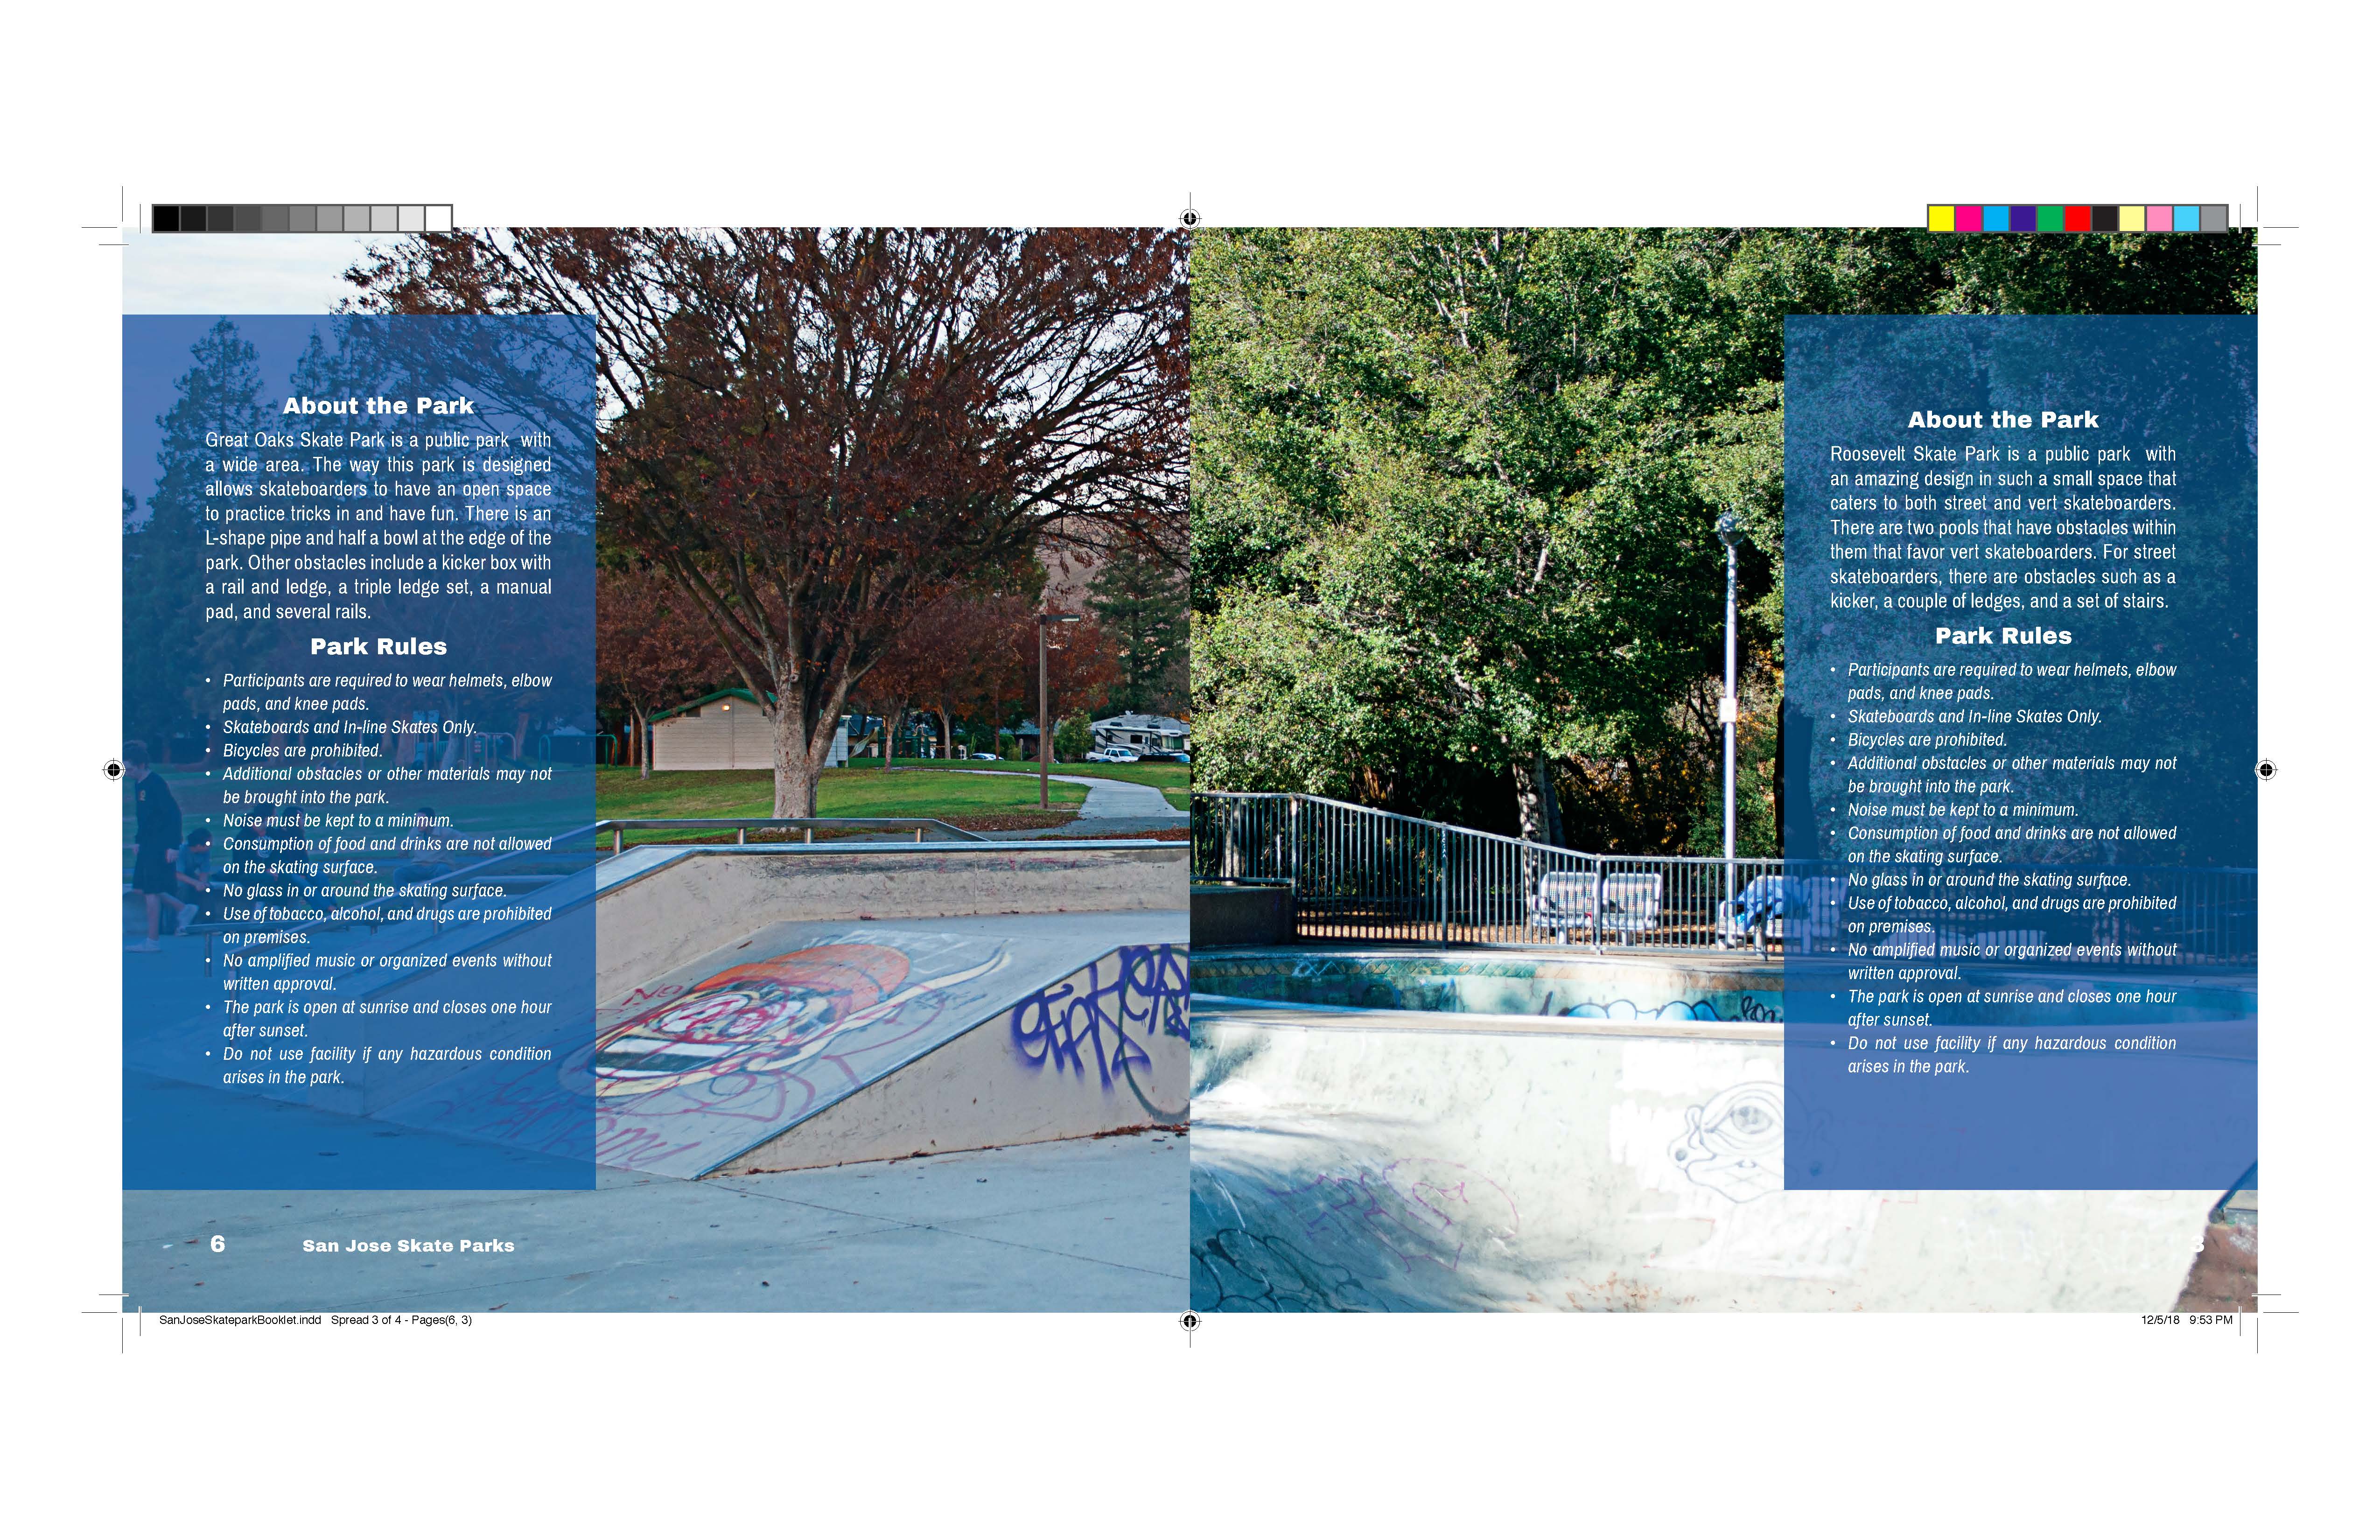 About the Park
Great Oaks Skate Park is a public park  with
a wide area. The way this park is designed
allows skateboarders to have an open space
to practice tricks in and have fun. There is an
L-shape pipe and half a bowl at the edge of the
park. Other obstacles include a kicker box with
a rail and ledge, a triple ledge set, a manual
pad, and several rails.
Park Rules
• Participants are required to wear helmets, elbow
pads, and knee pads.
• Skateboards and In-line Skates Only.
• Bicycles are prohibited.
• Additional obstacles or other materials may not
be brought into the park.
• Noise must be kept to a minimum.
• Consumption of food and drinks are not allowed
on the skating surface.
• No glass in or around the skating surface.
• Use of tobacco, alcohol, and drugs are prohibited
on premises.
• No amplified music or organized events without
written approval.
• The park is open at sunrise and closes one hour
after sunset.
• Do not use facility if any hazardous condition
arises in the park.
6 San Jose Skate Parks
About the Park
Roosevelt Skate Park is a public park  with
an amazing design in such a small space that
caters to both street and vert skateboarders.
There are two pools that have obstacles within
them that favor vert skateboarders. For street
skateboarders, there are obstacles such as a
kicker, a couple of ledges, and a set of stairs.
Park Rules
• Participants are required to wear helmets, elbow
pads, and knee pads.
• Skateboards and In-line Skates Only.
• Bicycles are prohibited.
• Additional obstacles or other materials may not
be brought into the park.
• Noise must be kept to a minimum.
• Consumption of food and drinks are not allowed
on the skating surface.
• No glass in or around the skating surface.
• Use of tobacco, alcohol, and drugs are prohibited
on premises.
• No amplified music or organized events without
written approval.
• The park is open at sunrise and closes one hour
after sunset.
• Do not use facility if any hazardous condition
arises in the park.
3
SanJoseSkateparkBooklet.indd   Spread 3 of 4 - Pages(6, 3)
12/5/18   9:53 PM